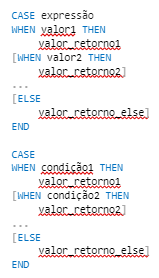 CASE expressão
WHEN valor1 THEN
valor_retorno1
[WHEN valor2 THEN
valor_retorno2]
...
[ELSE
valor_retorno_else]
END
CASE
WHEN condição1 THEN
valor_retorno1
[WHEN condição2 THEN
valor_retorno2]
...
[ELSE
valor_retorno_else]
END